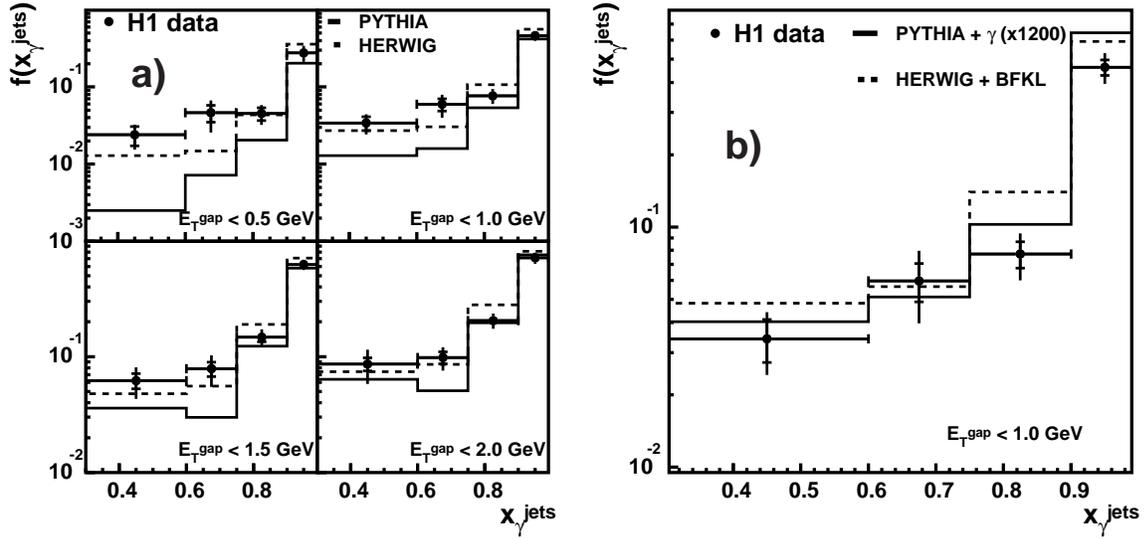 f(xγ^jets)
H1 data
PYTHIA
HERWIG
a)
10^-1
10^-2
10^-3
E_T^gap < 0.5 GeV
E_T^gap < 1.0 GeV
10
10^-1
10^-2
E_T^gap < 1.5 GeV
E_T^gap < 2.0 GeV
0.4 0.6 0.8 0.4 0.6 0.8
xγ^jets
f(xγ^jets)
H1 data
PYTHIA + γ (x1200)
HERWIG + BFKL
b)
10^-1
10^-2
E_T^gap < 1.0 GeV
0.4 0.5 0.6 0.7 0.8 0.9
xγ^jets